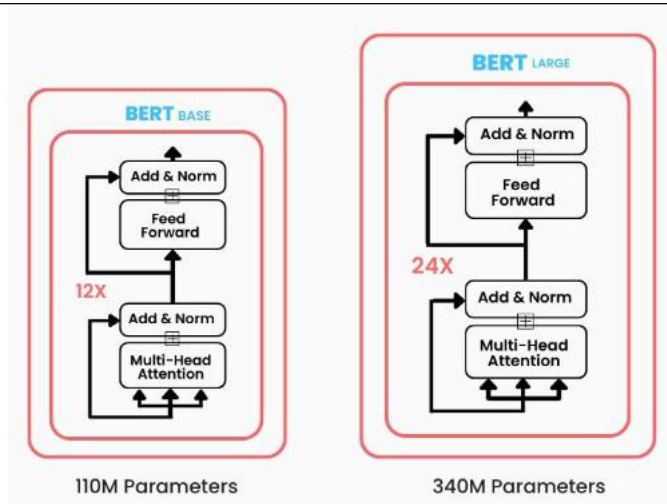 BERT BASE
Add & Norm
Feed
Forward
12X
Add & Norm
Multi-Head
Attention
110M Parameters
BERT LARGE
Add & Norm
Feed
Forward
24X
Add & Norm
Multi-Head
Attention
340M Parameters